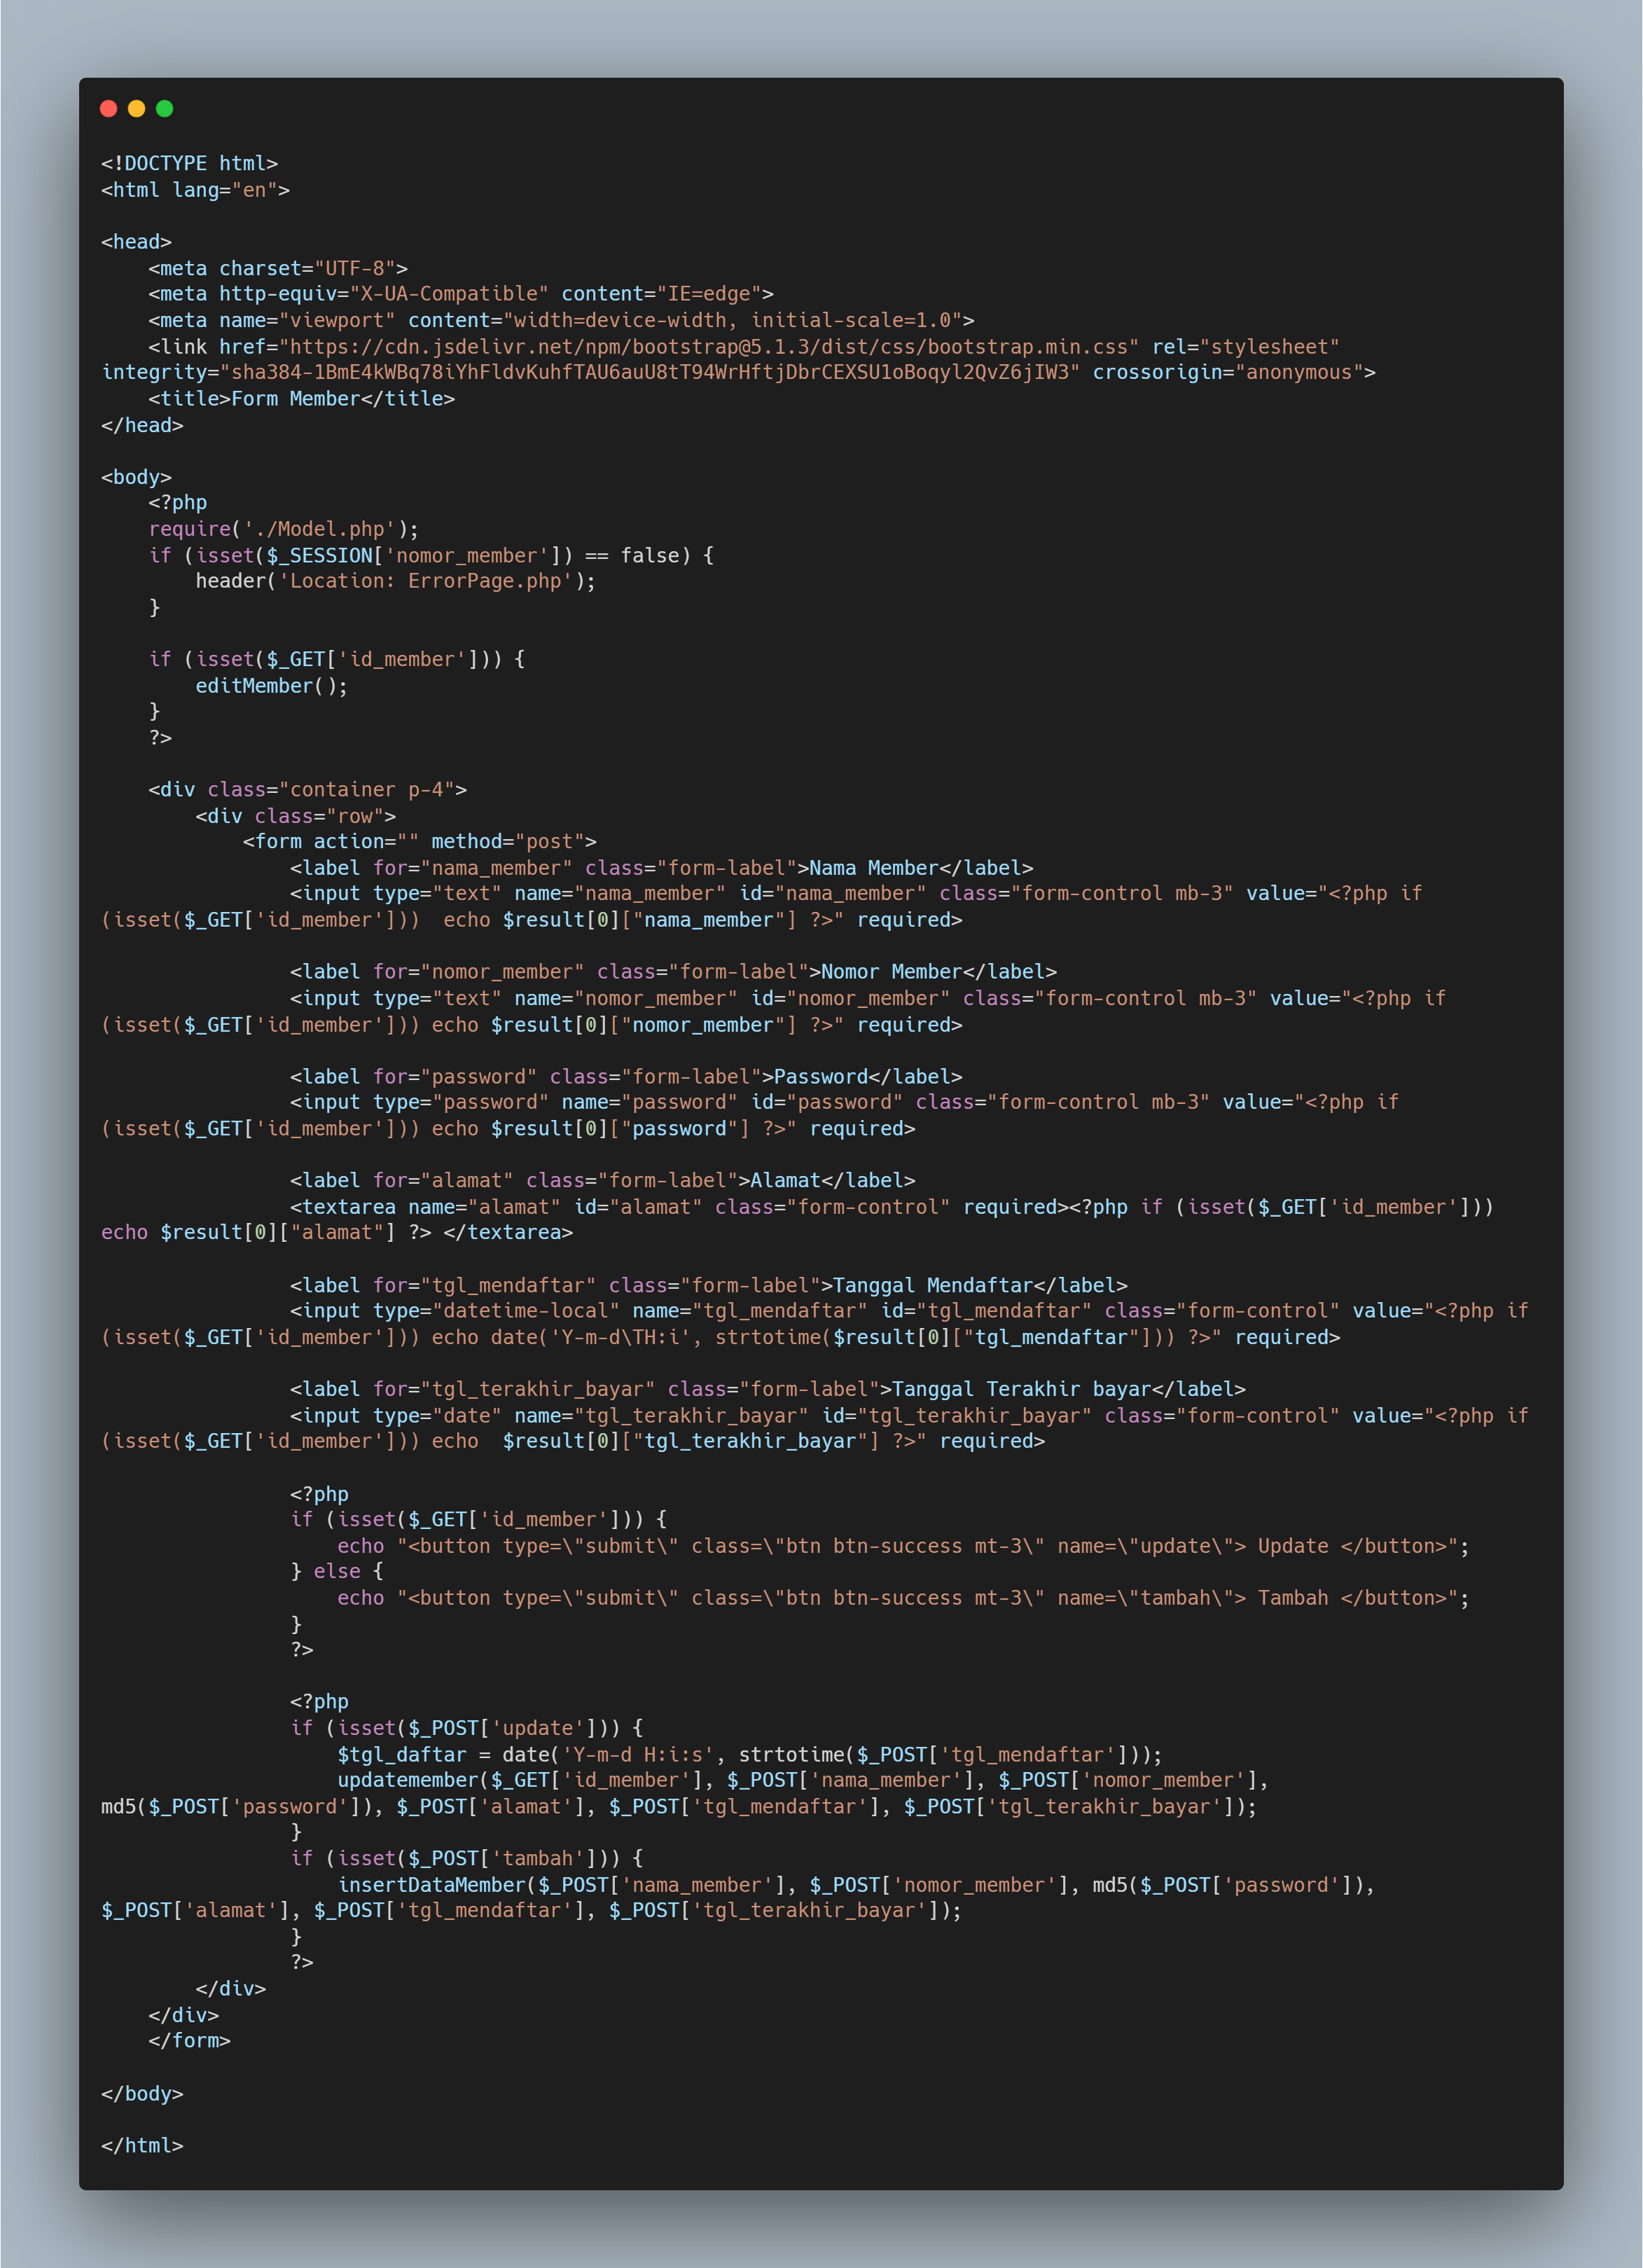 <!DOCTYPE html>
<html lang="en">

<head>
    <meta charset="UTF-8">
    <meta http-equiv="X-UA-Compatible" content="IE=edge">
    <meta name="viewport" content="width=device-width, initial-scale=1.0">
    <link href="https://cdn.jsdelivr.net/npm/bootstrap@5.1.3/dist/css/bootstrap.min.css" rel="stylesheet"
integrity="sha384-1BmE4kWBq78iYhFldvKuhfTAU6auU8tT94WrHftjDbrCEXSU1oBoqyl2QvZ6jIW3" crossorigin="anonymous">
    <title>Form Member</title>
</head>

<body>
    <?php
    require('./Model.php');
    if (isset($_SESSION['nomor_member']) == false) {
        header('Location: ErrorPage.php');
    }

    if (isset($_GET['id_member'])) {
        editMember();
    }
    ?>

    <div class="container p-4">
        <div class="row">
            <form action="" method="post">
                <label for="nama_member" class="form-label">Nama Member</label>
                <input type="text" name="nama_member" id="nama_member" class="form-control mb-3" value="<?php if
(isset($_GET['id_member']))  echo $result[0]["nama_member"] ?>" required>

                <label for="nomor_member" class="form-label">Nomor Member</label>
                <input type="text" name="nomor_member" id="nomor_member" class="form-control mb-3" value="<?php if
(isset($_GET['id_member'])) echo $result[0]["nomor_member"] ?>" required>

                <label for="password" class="form-label">Password</label>
                <input type="password" name="password" id="password" class="form-control mb-3" value="<?php if
(isset($_GET['id_member'])) echo $result[0]["password"] ?>" required>

                <label for="alamat" class="form-label">Alamat</label>
                <textarea name="alamat" id="alamat" class="form-control" required><?php if (isset($_GET['id_member']))
echo $result[0]["alamat"] ?> </textarea>

                <label for="tgl_mendaftar" class="form-label">Tanggal Mendaftar</label>
                <input type="datetime-local" name="tgl_mendaftar" id="tgl_mendaftar" class="form-control" value="<?php if
(isset($_GET['id_member'])) echo date('Y-m-d\TH:i', strtotime($result[0]["tgl_mendaftar"])) ?>" required>

                <label for="tgl_terakhir_bayar" class="form-label">Tanggal Terakhir bayar</label>
                <input type="date" name="tgl_terakhir_bayar" id="tgl_terakhir_bayar" class="form-control" value="<?php if
(isset($_GET['id_member'])) echo  $result[0]["tgl_terakhir_bayar"] ?>" required>

                <?php
                if (isset($_GET['id_member'])) {
                    echo "<button type=\"submit\" class=\"btn btn-success mt-3\" name=\"update\"> Update </button>";
                } else {
                    echo "<button type=\"submit\" class=\"btn btn-success mt-3\" name=\"tambah\"> Tambah </button>";
                }
                ?>

                <?php
                if (isset($_POST['update'])) {
                    $tgl_daftar = date('Y-m-d H:i:s', strtotime($_POST['tgl_mendaftar']));
                    updatemember($_GET['id_member'], $_POST['nama_member'], $_POST['nomor_member'],
md5($_POST['password']), $_POST['alamat'], $_POST['tgl_mendaftar'], $_POST['tgl_terakhir_bayar']);
                }
                if (isset($_POST['tambah'])) {
                    insertDataMember($_POST['nama_member'], $_POST['nomor_member'], md5($_POST['password']),
$_POST['alamat'], $_POST['tgl_mendaftar'], $_POST['tgl_terakhir_bayar']);
                }
                ?>
        </div>
    </div>
    </form>

</body>

</html>